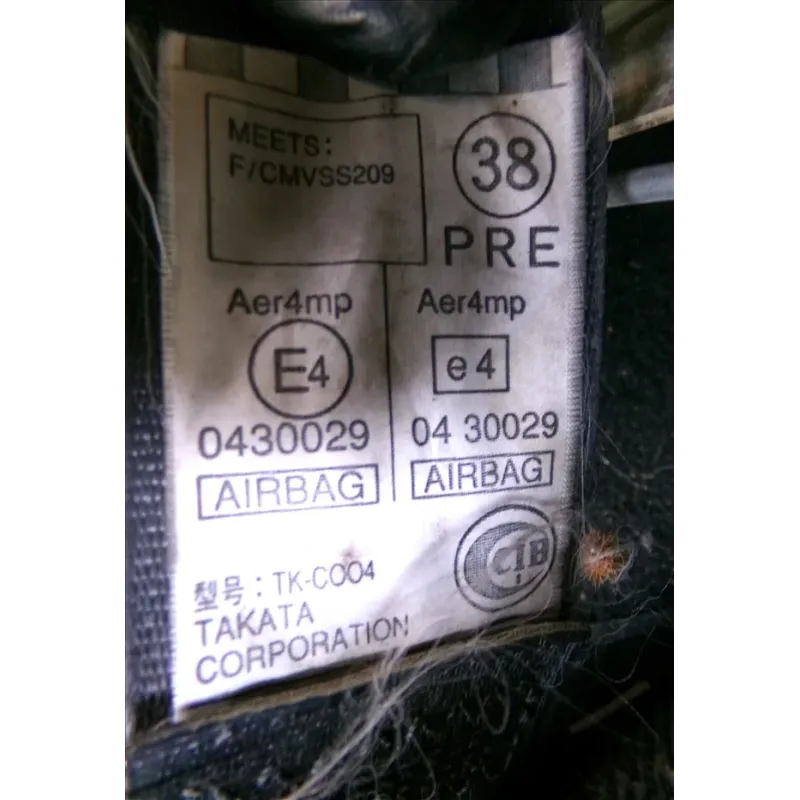 MEETS:
F/CMVSS209
38
PRE
Aer4mp
E4
0430029
AIRBAG
Aer4mp
e4
04 30029
AIRBAG
CIB
型号: TK-C004
TAKATA
CORPORATION